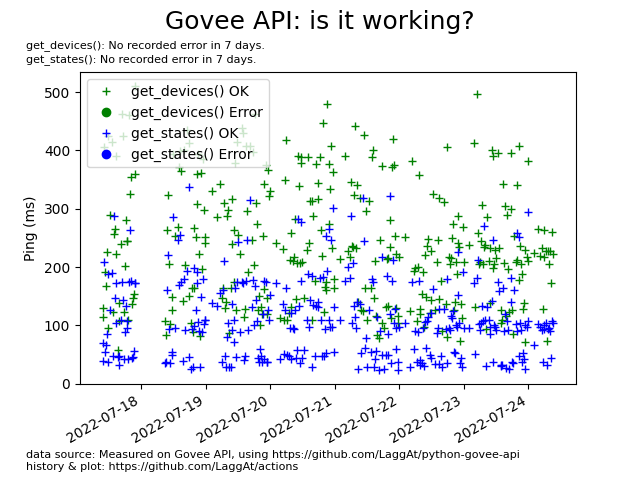 Govee API: is it working?
get_devices(): No recorded error in 7 days.
get_states(): No recorded error in 7 days.
get_devices() OK
get_devices() Error
get_states() OK
get_states() Error
Ping (ms)
500
400
300
200
100
0
2022-07-18
2022-07-19
2022-07-20
2022-07-21
2022-07-22
2022-07-23
2022-07-24
data source: Measured on Govee API, using https://github.com/LaggAt/python-govee-api
history & plot: https://github.com/LaggAt/actions